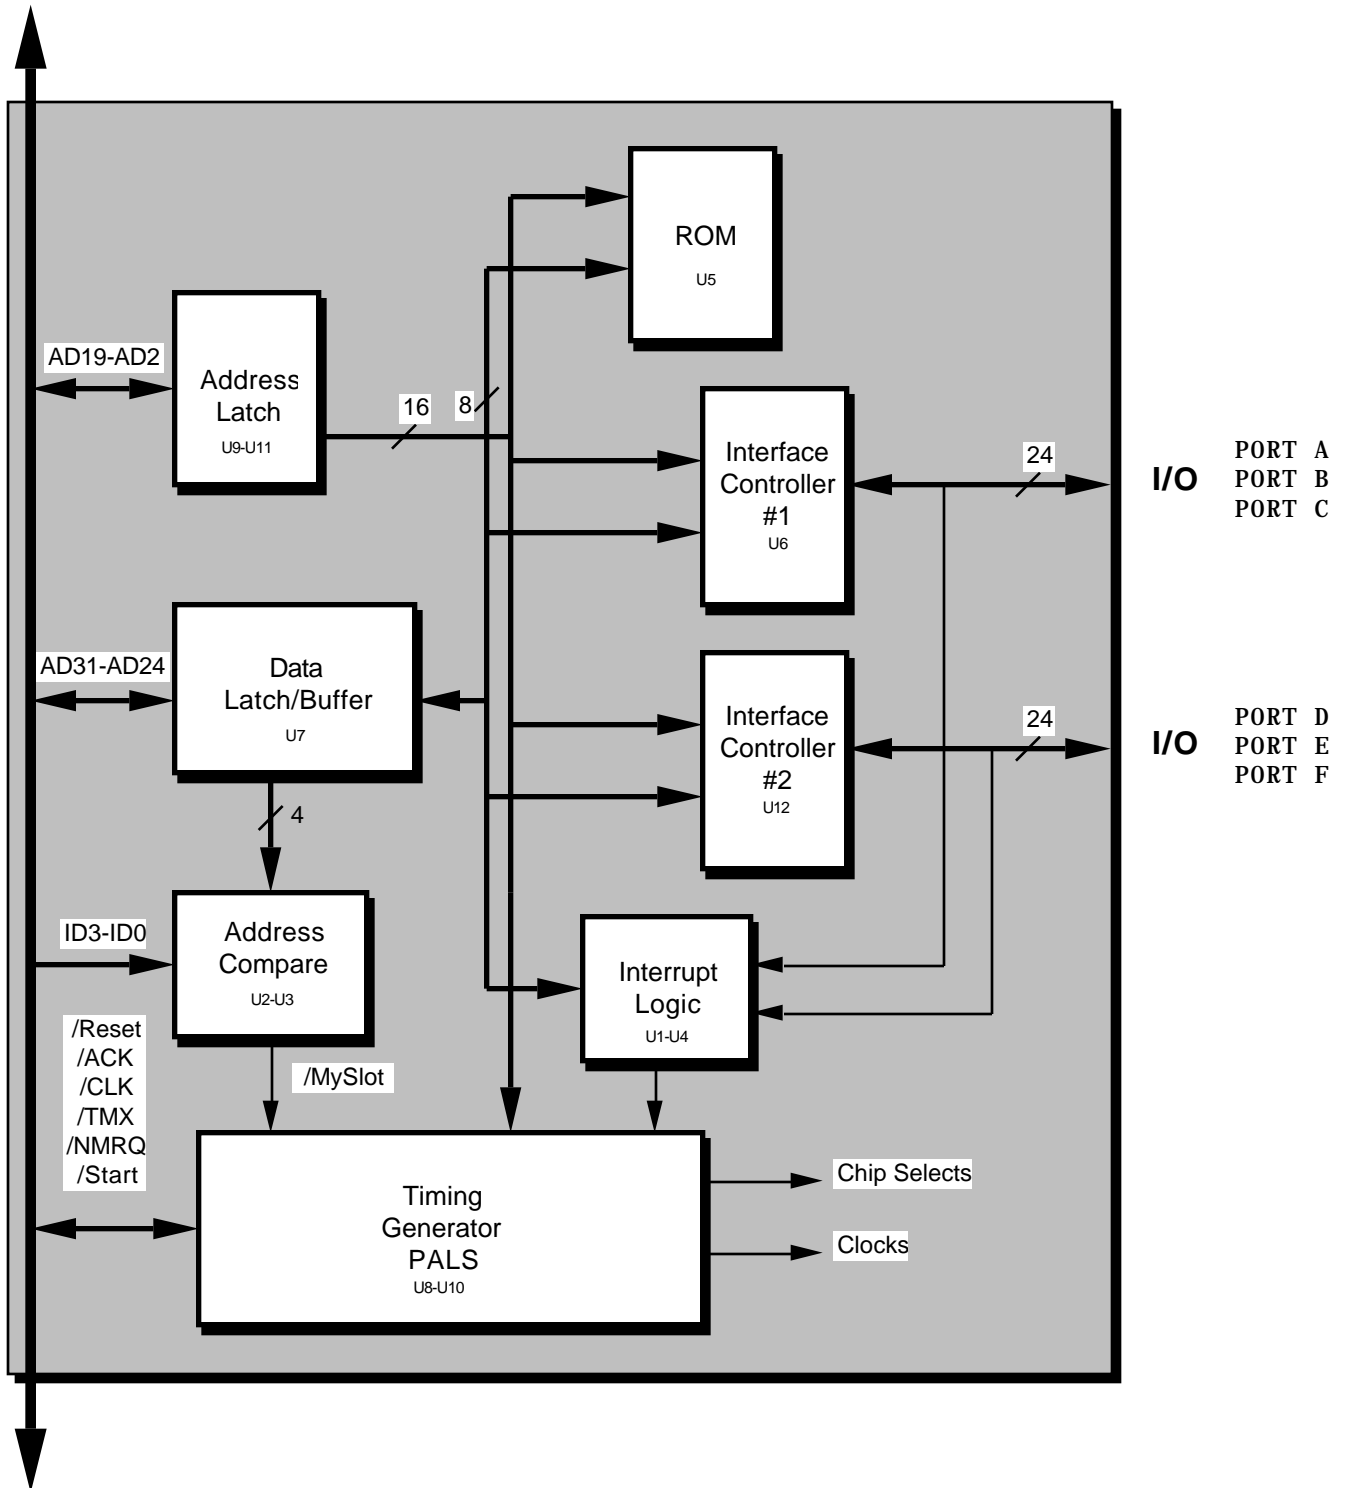 ROM
U5
AD19-AD2
Address
Latch
U9-U11
16
8
Interface
Controller
#1
U6
24
I/O
PORT A
PORT B
PORT C
AD31-AD24
Data
Latch/Buffer
U7
4
Interface
Controller
#2
U12
24
I/O
PORT D
PORT E
PORT F
ID3-ID0
Address
Compare
U2-U3
Interrupt
Logic
U1-U4
/Reset
/ACK
/CLK
/TMX
/NMRQ
/Start
/MySlot
Timing
Generator
PALS
U8-U10
Chip Selects
Clocks